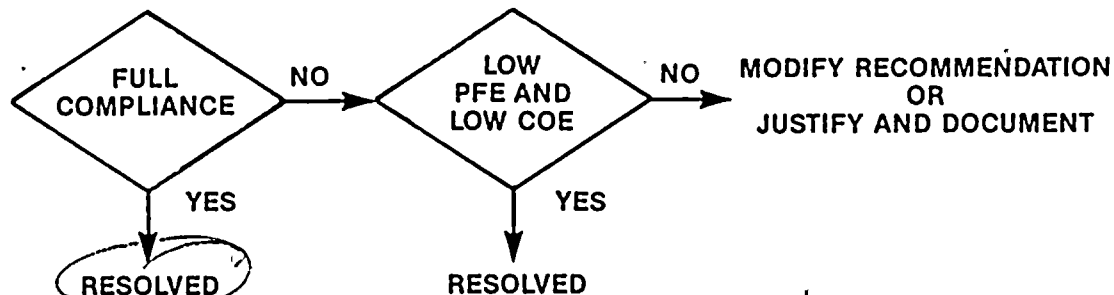 FULL
COMPLIANCE
NO
LOW
PFE AND
LOW COE
NO
MODIFY RECOMMENDATION
OR
JUSTIFY AND DOCUMENT
YES
YES
RESOLVED
RESOLVED